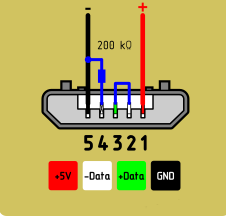 - +
200 kΩ
54321
+5V -Data +Data GND